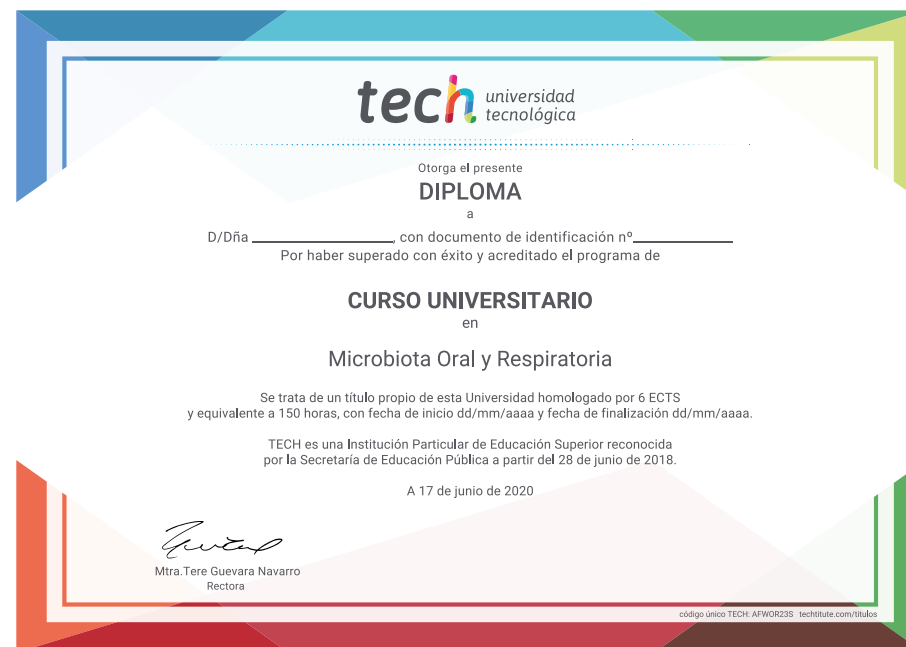 tech universidad
tecnológica
Otorga el presente
DIPLOMA
a
D/Dña ____________________, con documento de identificación nº______________
Por haber superado con éxito y acreditado el programa de
CURSO UNIVERSITARIO
en
Microbiota Oral y Respiratoria
Se trata de un título propio de esta Universidad homologado por 6 ECTS
y equivalente a 150 horas, con fecha de inicio dd/mm/aaaa y fecha de finalización dd/mm/aaaa.
TECH es una Institución Particular de Educación Superior reconocida
por la Secretaría de Educación Pública a partir del 28 de junio de 2018.
A 17 de junio de 2020
Mtra.Tere Guevara Navarro
Rectora
código único TECH: AFWOR23S techtitute.com/titulos